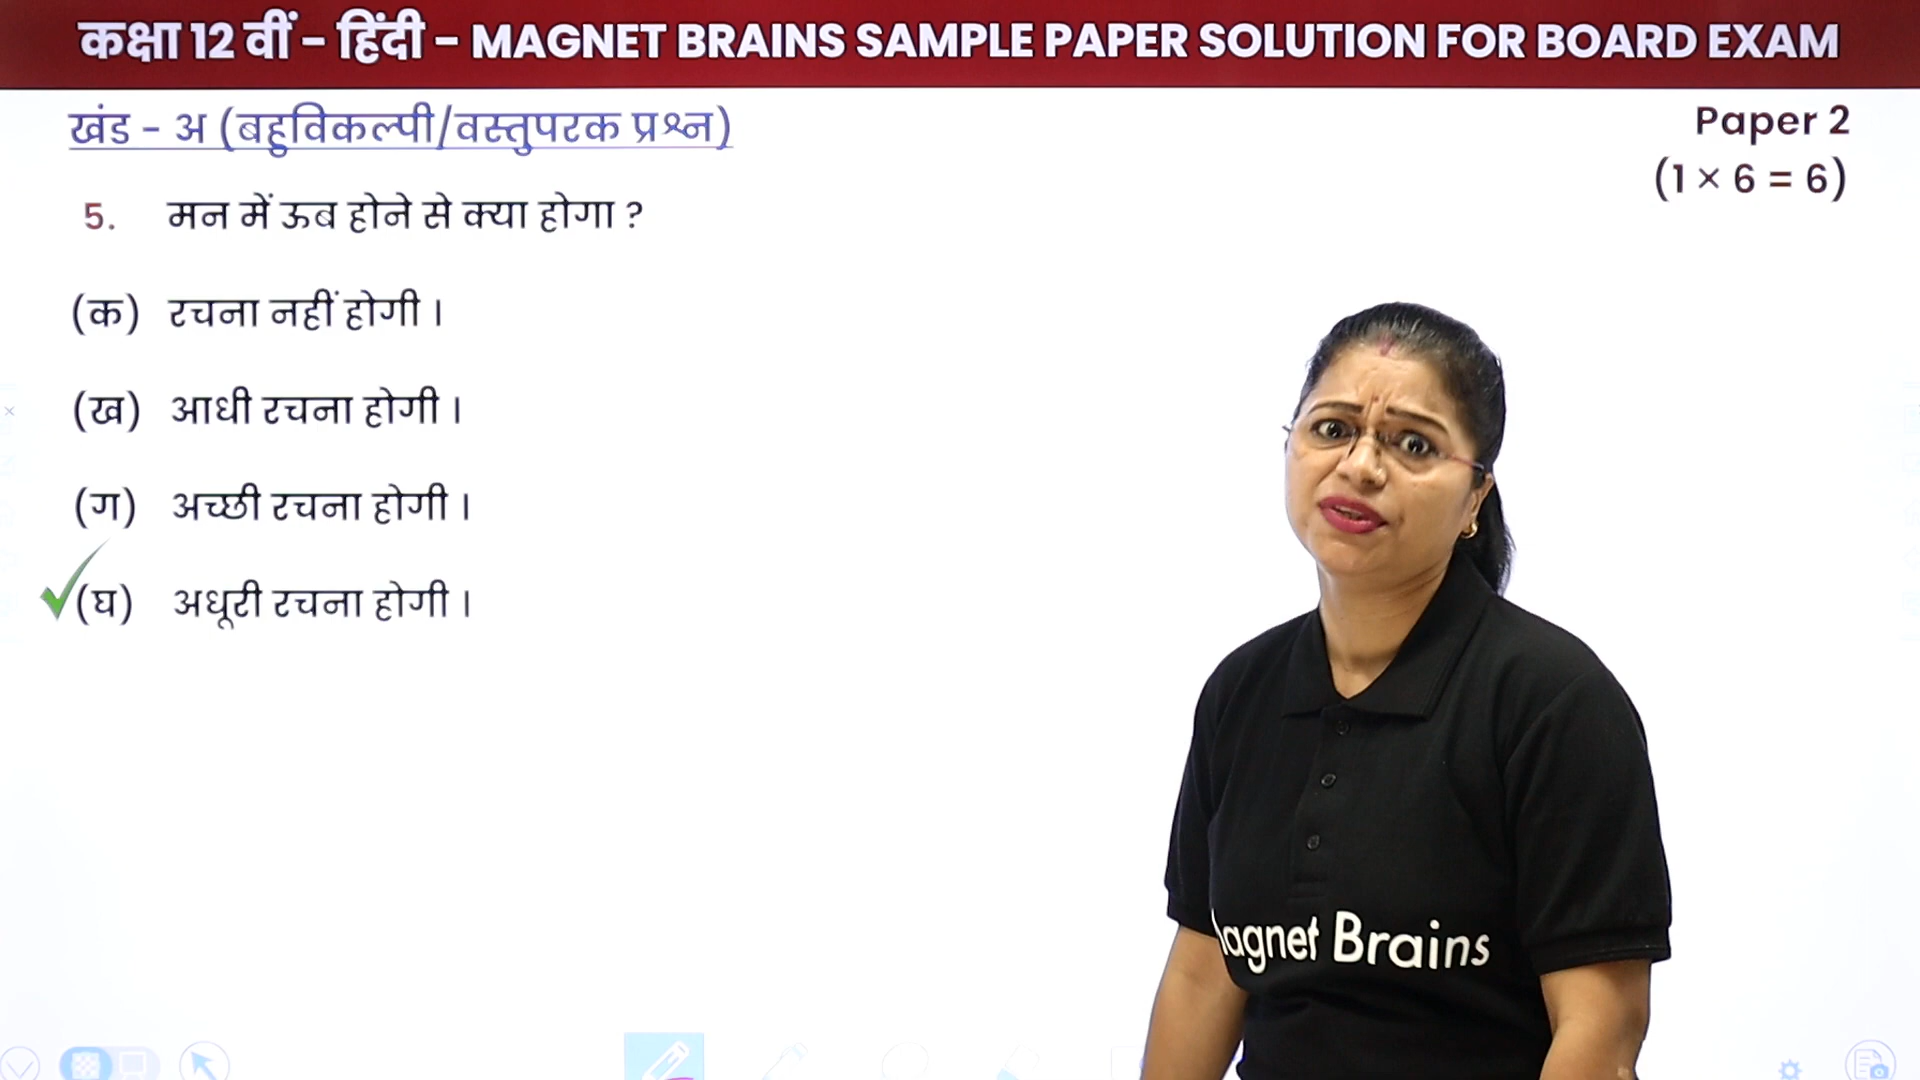 कक्षा 12 वीं – हिंदी – MAGNET BRAINS SAMPLE PAPER SOLUTION FOR BOARD EXAM
खंड - अ (बहुविकल्पी/वस्तुपरक प्रश्न)
Paper 2
(1 × 6 = 6)
5. मन में ऊब होने से क्या होगा ?
(क) रचना नहीं होगी ।
(ख) आधी रचना होगी ।
(ग) अच्छी रचना होगी ।
(घ) अधूरी रचना होगी ।
agnet Brains